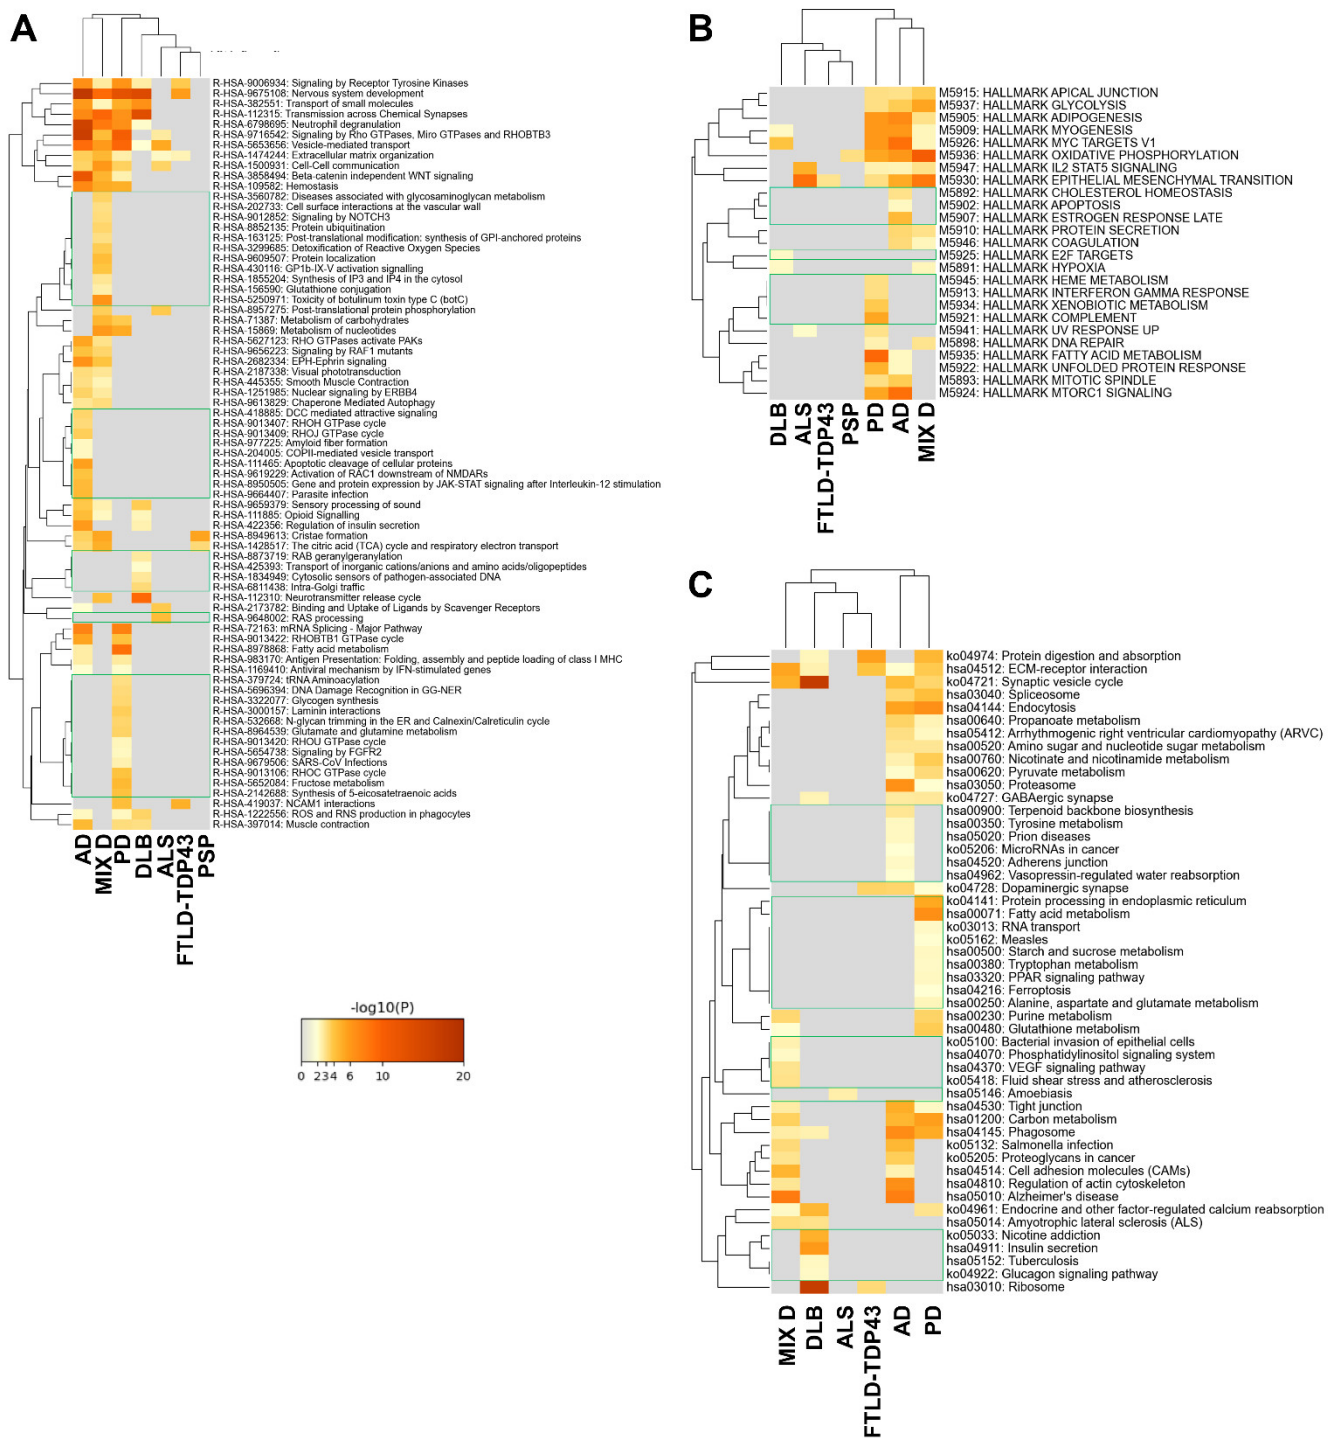 A
R-HSA-9006934: Signaling by Receptor Tyrosine Kinases
R-HSA-9675108: Nervous system development
R-HSA-382551: Transport of small molecules
R-HSA-112315: Transmission across Chemical Synapses
R-HSA-6798695: Neutrophil degranulation
R-HSA-9716542: Signaling by Rho GTPases, Miro GTPases and RHOBTB3
R-HSA-5653656: Vesicle-mediated transport
R-HSA-1474244: Extracellular matrix organization
R-HSA-1500931: Cell-Cell communication
R-HSA-3858494: Beta-catenin independent WNT signaling
R-HSA-109582: Hemostasis
R-HSA-3560782: Diseases associated with glycosaminoglycan metabolism
R-HSA-202733: Cell surface interactions at the vascular wall
R-HSA-9012852: Signaling by NOTCH3
R-HSA-8852135: Protein ubiquitination
R-HSA-163125: Post-translational modification: synthesis of GPI-anchored proteins
R-HSA-3299685: Detoxification of Reactive Oxygen Species
R-HSA-9609507: Protein localization
R-HSA-430116: GP1b-IX-V activation signalling
R-HSA-1855204: Synthesis of IP3 and IP4 in the cytosol
R-HSA-156590: Glutathione conjugation
R-HSA-5250971: Toxicity of botulinum toxin type C (botC)
R-HSA-8957275: Post-translational protein phosphorylation
R-HSA-71387: Metabolism of carbohydrates
R-HSA-15869: Metabolism of nucleotides
R-HSA-5627123: RHO GTPases activate PAKs
R-HSA-9656223: Signaling by RAF1 mutants
R-HSA-2682334: EPH-Ephrin signaling
R-HSA-2187338: Visual phototransduction
R-HSA-445355: Smooth Muscle Contraction
R-HSA-1251985: Nuclear signaling by ERBB4
R-HSA-9613829: Chaperone Mediated Autophagy
R-HSA-418885: DCC mediated attractive signaling
R-HSA-9013407: RHOH GTPase cycle
R-HSA-9013409: RHOJ GTPase cycle
R-HSA-977225: Amyloid fiber formation
R-HSA-204005: COPII-mediated vesicle transport
R-HSA-111465: Apoptotic cleavage of cellular proteins
R-HSA-9619229: Activation of RAC1 downstream of NMDARs
R-HSA-8950505: Gene and protein expression by JAK-STAT signaling after Interleukin-12 stimulation
R-HSA-9664407: Parasite infection
R-HSA-9659379: Sensory processing of sound
R-HSA-111885: Opioid Signalling
R-HSA-422356: Regulation of insulin secretion
R-HSA-8949613: Cristae formation
R-HSA-1428517: The citric acid (TCA) cycle and respiratory electron transport
R-HSA-8873719: RAB geranylgeranylation
R-HSA-425393: Transport of inorganic cations/anions and amino acids/oligopeptides
R-HSA-1834949: Cytosolic sensors of pathogen-associated DNA
R-HSA-6811438: Intra-Golgi traffic
R-HSA-112310: Neurotransmitter release cycle
R-HSA-2173782: Binding and Uptake of Ligands by Scavenger Receptors
R-HSA-9648002: RAS processing
R-HSA-72163: mRNA Splicing - Major Pathway
R-HSA-9013422: RHOBTB1 GTPase cycle
R-HSA-8978868: Fatty acid metabolism
R-HSA-983170: Antigen Presentation: Folding, assembly and peptide loading of class I MHC
R-HSA-1169410: Antiviral mechanism by IFN-stimulated genes
R-HSA-379724: tRNA Aminoacylation
R-HSA-5696394: DNA Damage Recognition in GG-NER
R-HSA-3322077: Glycogen synthesis
R-HSA-3000157: Laminin interactions
R-HSA-532668: N-glycan trimming in the ER and Calnexin/Calreticulin cycle
R-HSA-8964539: Glutamate and glutamine metabolism
R-HSA-9013420: RHOU GTPase cycle
R-HSA-5654738: Signaling by FGFR2
R-HSA-9679506: SARS-CoV Infections
R-HSA-9013106: RHOC GTPase cycle
R-HSA-5652084: Fructose metabolism
R-HSA-2142688: Synthesis of 5-eicosatetraenoic acids
R-HSA-419037: NCAM1 interactions
R-HSA-1222556: ROS and RNS production in phagocytes
R-HSA-397014: Muscle contraction
AD
MIX D
PD
DLB
ALS
FTLD-TDP43
PSP
-log10(P)
0 2 3 4 6 10 20
B
M5915: HALLMARK APICAL JUNCTION
M5937: HALLMARK GLYCOLYSIS
M5905: HALLMARK ADIPOGENESIS
M5909: HALLMARK MYOGENESIS
M5926: HALLMARK MYC TARGETS V1
M5936: HALLMARK OXIDATIVE PHOSPHORYLATION
M5947: HALLMARK IL2 STAT5 SIGNALING
M5930: HALLMARK EPITHELIAL MESENCHYMAL TRANSITION
M5892: HALLMARK CHOLESTEROL HOMEOSTASIS
M5902: HALLMARK APOPTOSIS
M5907: HALLMARK ESTROGEN RESPONSE LATE
M5910: HALLMARK PROTEIN SECRETION
M5946: HALLMARK COAGULATION
M5925: HALLMARK E2F TARGETS
M5891: HALLMARK HYPOXIA
M5945: HALLMARK HEME METABOLISM
M5913: HALLMARK INTERFERON GAMMA RESPONSE
M5934: HALLMARK XENOBIOTIC METABOLISM
M5921: HALLMARK COMPLEMENT
M5941: HALLMARK UV RESPONSE UP
M5898: HALLMARK DNA REPAIR
M5935: HALLMARK FATTY ACID METABOLISM
M5922: HALLMARK UNFOLDED PROTEIN RESPONSE
M5893: HALLMARK MITOTIC SPINDLE
M5924: HALLMARK MTORC1 SIGNALING
DLB
ALS
FTLD-TDP43
PSP
PD
AD
MIX D
C
ko04974: Protein digestion and absorption
hsa04512: ECM-receptor interaction
ko04721: Synaptic vesicle cycle
hsa03040: Spliceosome
hsa04144: Endocytosis
hsa00640: Propanoate metabolism
hsa05412: Arrhythmogenic right ventricular cardiomyopathy (ARVC)
hsa00520: Amino sugar and nucleotide sugar metabolism
hsa00760: Nicotinate and nicotinamide metabolism
hsa00620: Pyruvate metabolism
hsa03050: Proteasome
ko04727: GABAergic synapse
hsa00900: Terpenoid backbone biosynthesis
hsa00350: Tyrosine metabolism
hsa05020: Prion diseases
ko05206: MicroRNAs in cancer
hsa04520: Adherens junction
hsa04962: Vasopressin-regulated water reabsorption
ko04728: Dopaminergic synapse
ko04141: Protein processing in endoplasmic reticulum
hsa00071: Fatty acid metabolism
ko03013: RNA transport
ko05162: Measles
hsa00500: Starch and sucrose metabolism
hsa00380: Tryptophan metabolism
hsa03320: PPAR signaling pathway
hsa04216: Ferroptosis
hsa00250: Alanine, aspartate and glutamate metabolism
hsa00230: Purine metabolism
hsa00480: Glutathione metabolism
ko05100: Bacterial invasion of epithelial cells
hsa04070: Phosphatidylinositol signaling system
hsa04370: VEGF signaling pathway
ko05418: Fluid shear stress and atherosclerosis
hsa05146: Amoebiasis
hsa04530: Tight junction
hsa01200: Carbon metabolism
hsa04145: Phagosome
ko05132: Salmonella infection
ko05205: Proteoglycans in cancer
hsa04514: Cell adhesion molecules (CAMs)
hsa04810: Regulation of actin cytoskeleton
hsa05010: Alzheimer's disease
ko04961: Endocrine and other factor-regulated calcium reabsorption
hsa05014: Amyotrophic lateral sclerosis (ALS)
ko05033: Nicotine addiction
hsa04911: Insulin secretion
hsa05152: Tuberculosis
ko04922: Glucagon signaling pathway
hsa03010: Ribosome
MIX D
DLB
ALS
FTLD-TDP43
AD
PD